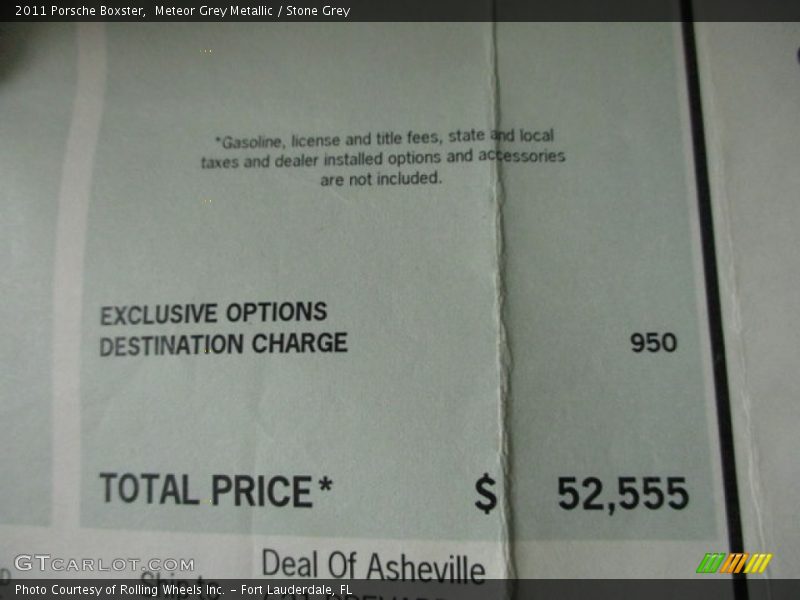 2011 Porsche Boxster,  Meteor Grey Metallic / Stone Grey
*Gasoline, license and title fees, state and local
taxes and dealer installed options and accessories
are not included.
EXCLUSIVE OPTIONS
DESTINATION CHARGE 950
TOTAL PRICE* $ 52,555
Deal Of Asheville
GTCARLOT.COM
Ship to
Photo Courtesy of Rolling Wheels Inc. - Fort Lauderdale, FL